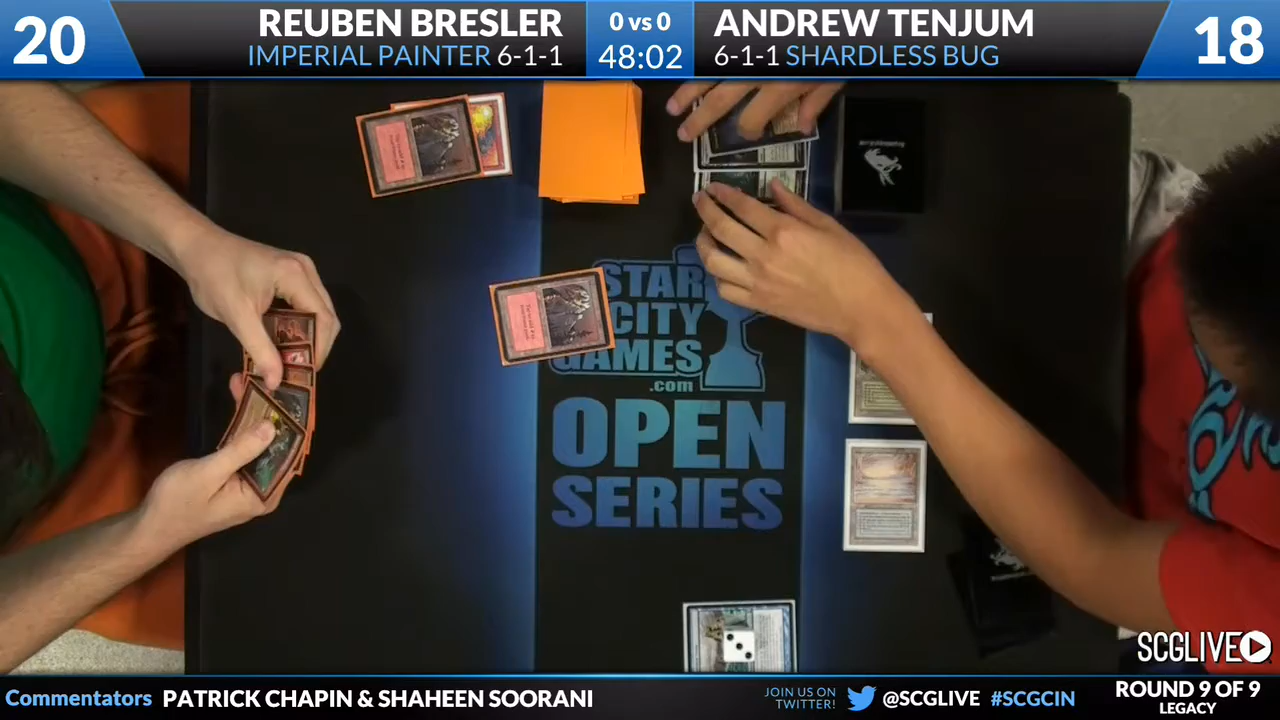 20
REUBEN BRESLER
IMPERIAL PAINTER 6-1-1
0 vs 0
48:02
ANDREW TENJUM
6-1-1 SHARDLESS BUG
18
STAR
CITY
GAMES
.com
OPEN
SERIES
SCGLIVE
Commentators PATRICK CHAPIN & SHAHEEN SOORANI
JOIN US ON
TWITTER!
@SCGLIVE #SCGCIN
ROUND 9 OF 9
LEGACY